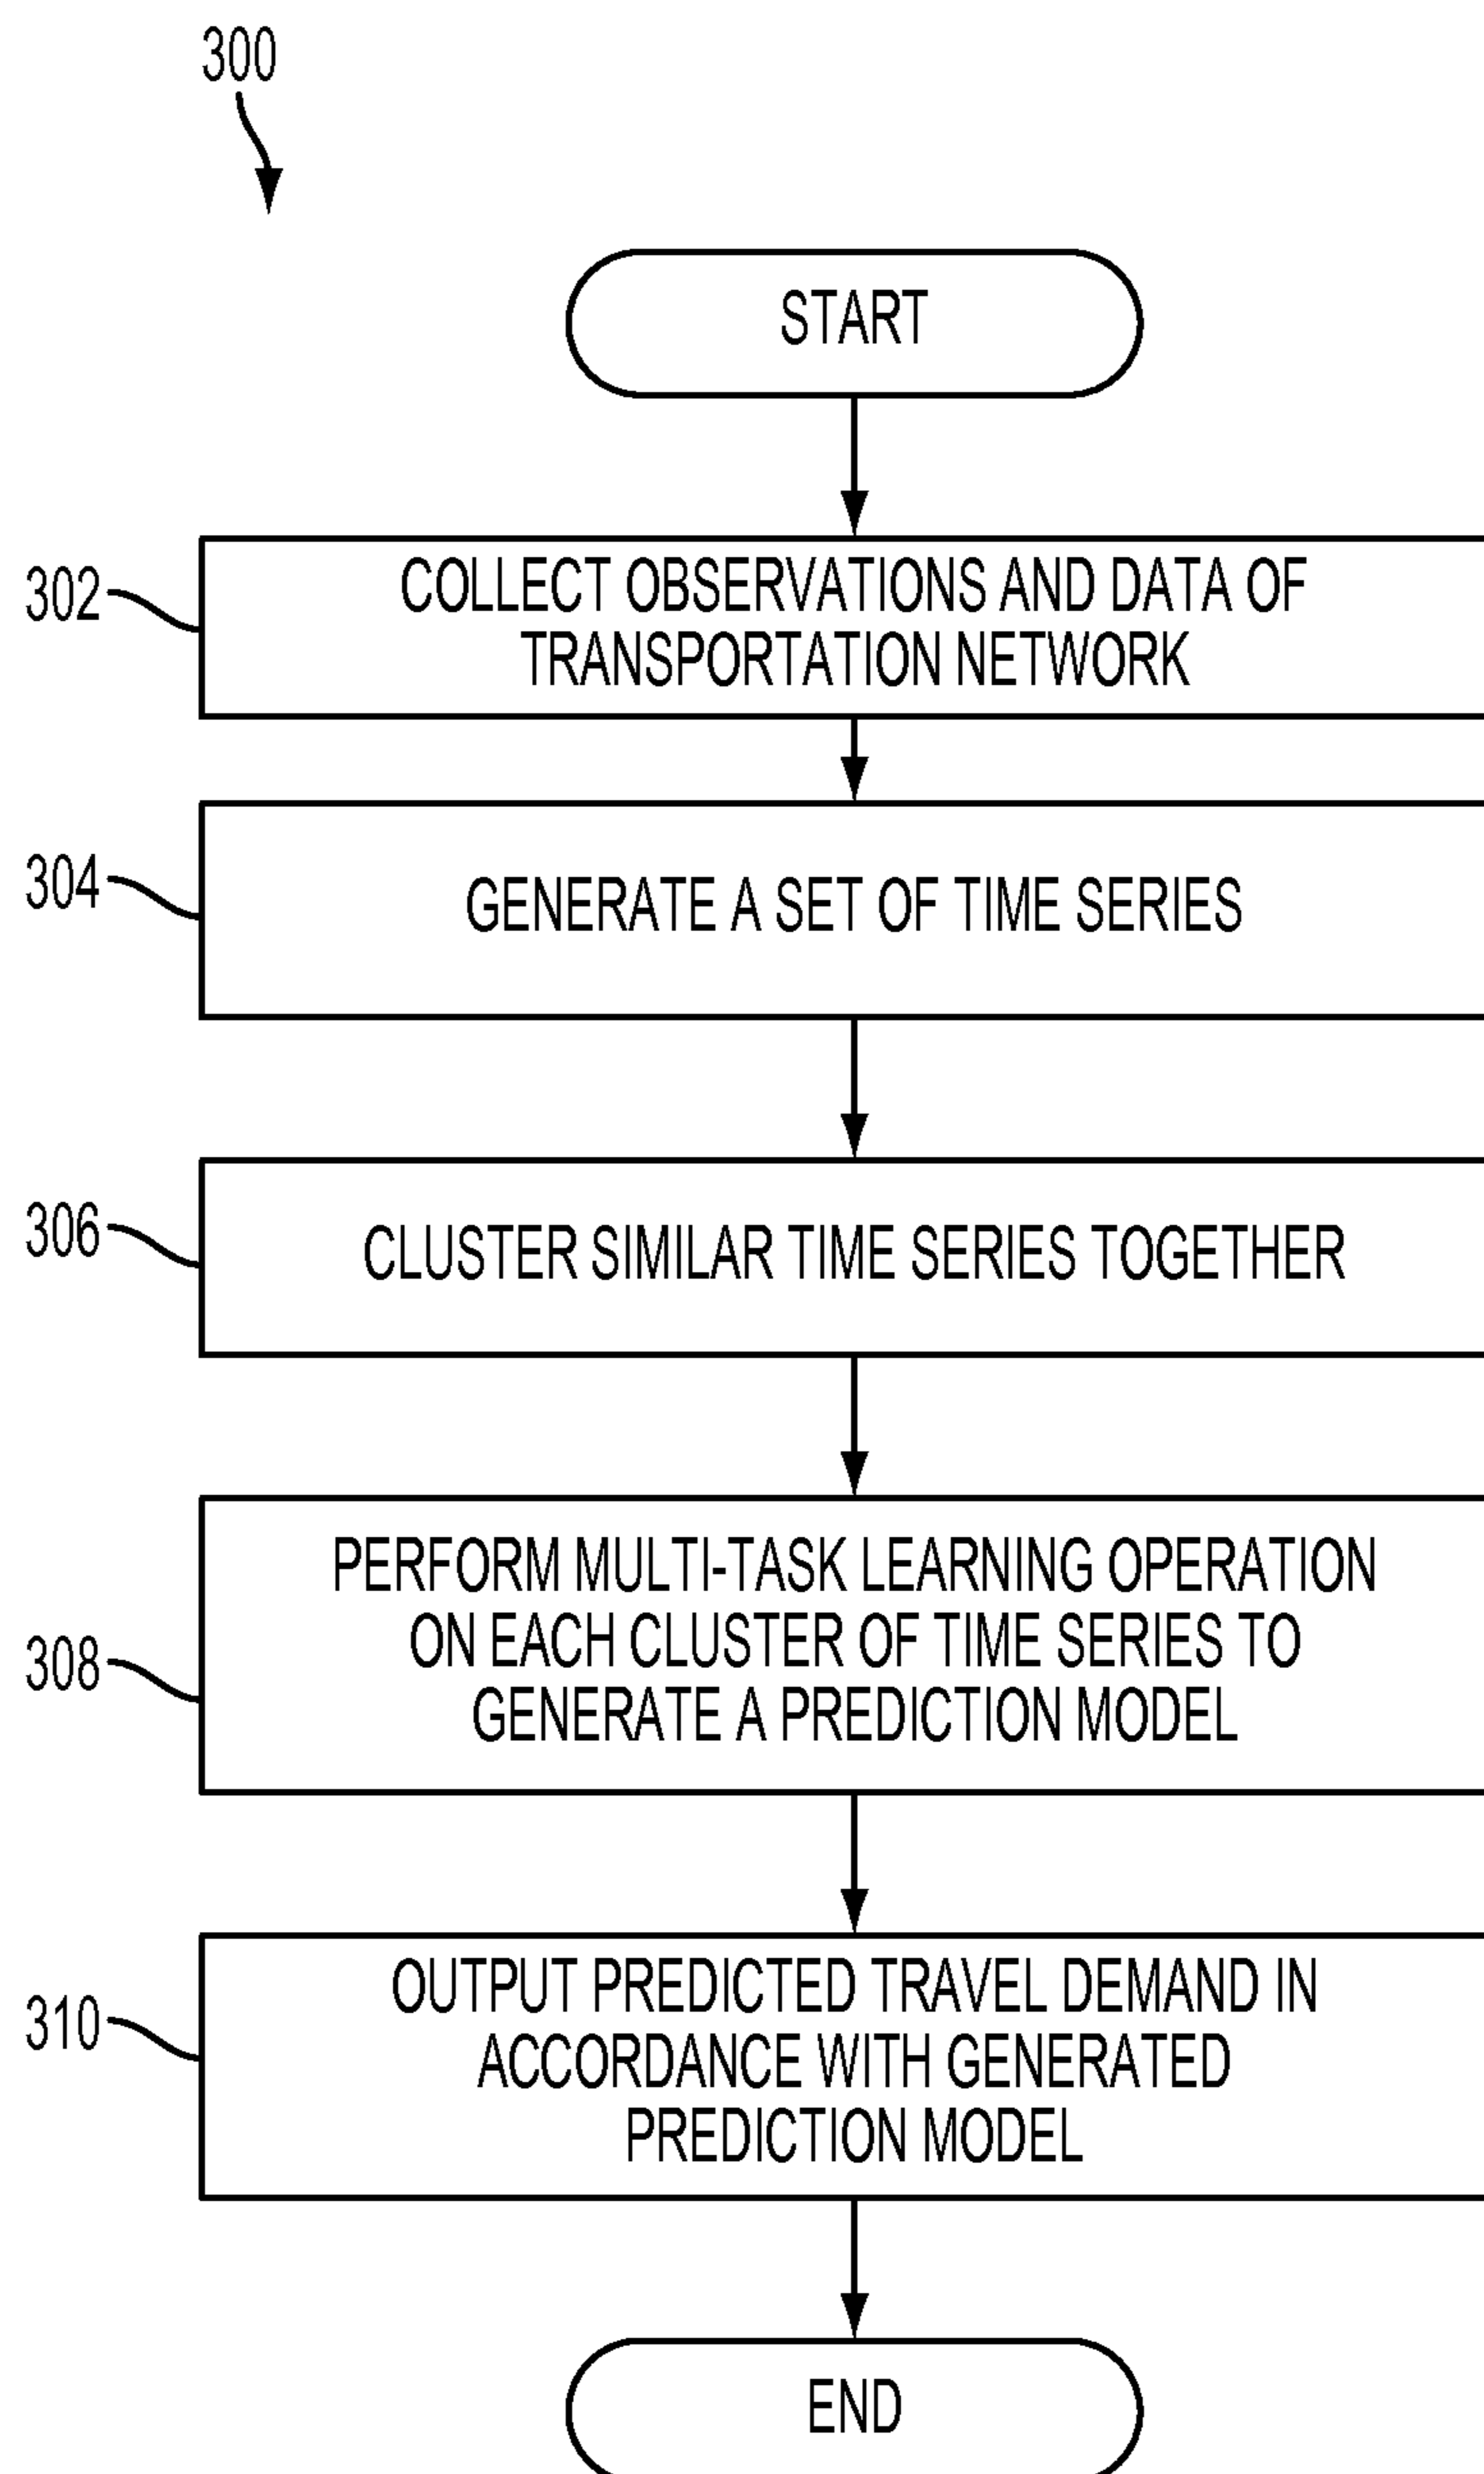 300
START
302
COLLECT OBSERVATIONS AND DATA OF
TRANSPORTATION NETWORK
304
GENERATE A SET OF TIME SERIES
306
CLUSTER SIMILAR TIME SERIES TOGETHER
308
PERFORM MULTI-TASK LEARNING OPERATION
ON EACH CLUSTER OF TIME SERIES TO
GENERATE A PREDICTION MODEL
310
OUTPUT PREDICTED TRAVEL DEMAND IN
ACCORDANCE WITH GENERATED
PREDICTION MODEL
END